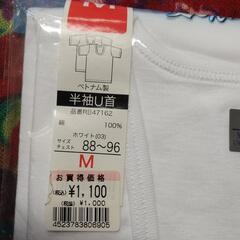 M
ベトナム製
半袖U首
品番RB47162
綿 100%
ホワイト(03)
サイズ
チェスト 88~96
M
お買得価格
(税込) ¥1,100
(税抜) ¥1,000
4523783806905